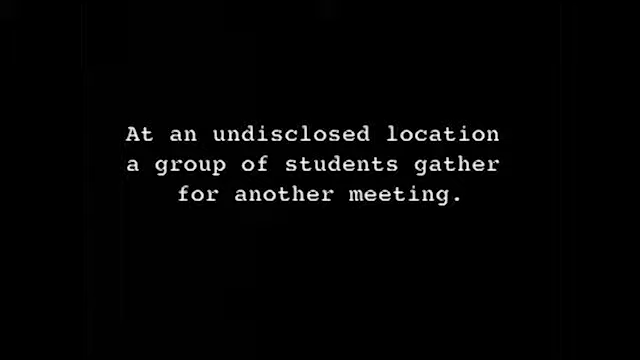 At an undisclosed location
a group of students gather
for another meeting.